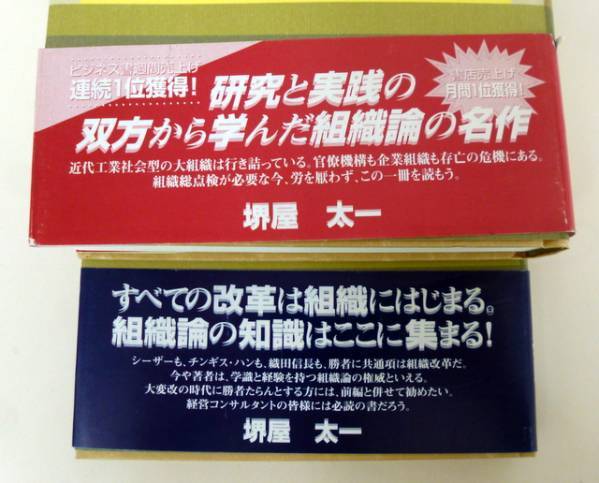 ビジネス書週間売上げ
連続1位獲得!
書店売上げ
月間1位獲得!
研究と実践の
双方から学んだ組織論の名作
近代工業社会型の大組織は行き詰っている。官僚機構も企業組織も存亡の危機にある。
組織総点検が必要な今、労を厭わず、この一冊を読もう。
堺屋 太一
すべての改革は組織にはじまる。
組織論の知識はここに集まる!
シーザーも、チンギス・ハンも、織田信長も、勝者に共通項は組織改革だ。
今や著者は、学識と経験を持つ組織論の権威といえる。
大変改の時代に勝者たらんとする方には、前編と併せて勧めたい。
経営コンサルタントの皆様には必読の書だろう。
堺屋 太一